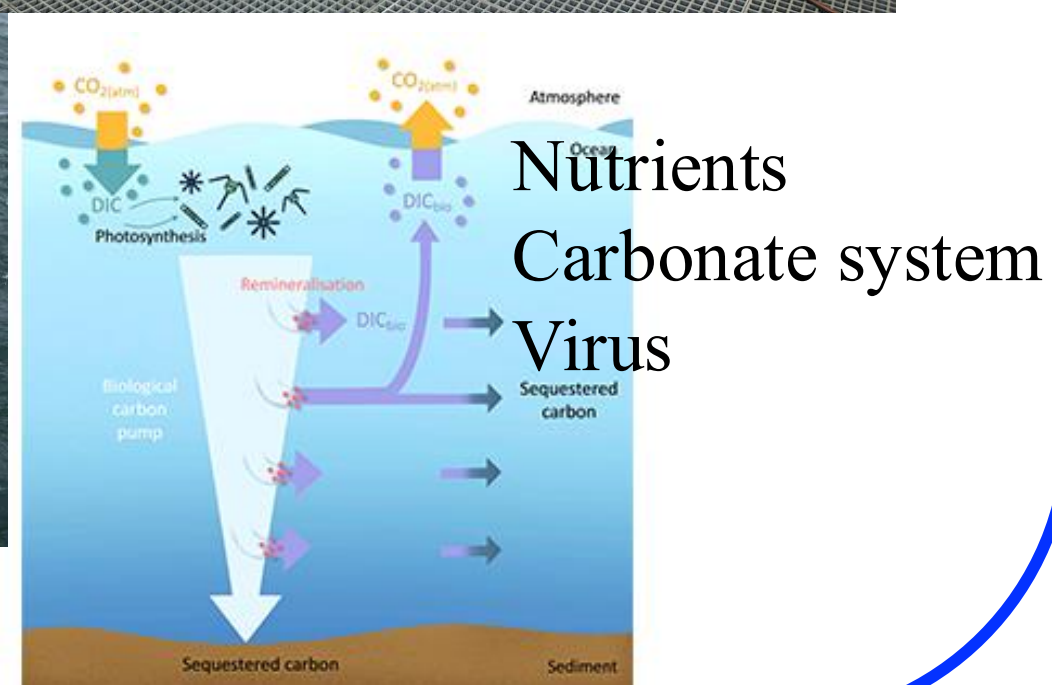 CO2(atm)
CO2(atm)
Atmosphere
Ocean
Nutrients
DIC
DICbio
Photosynthesis
Carbonate system
Remineralisation
DICbio
Virus
Biological
carbon
pump
Sequestered
carbon
Sequestered carbon
Sediment